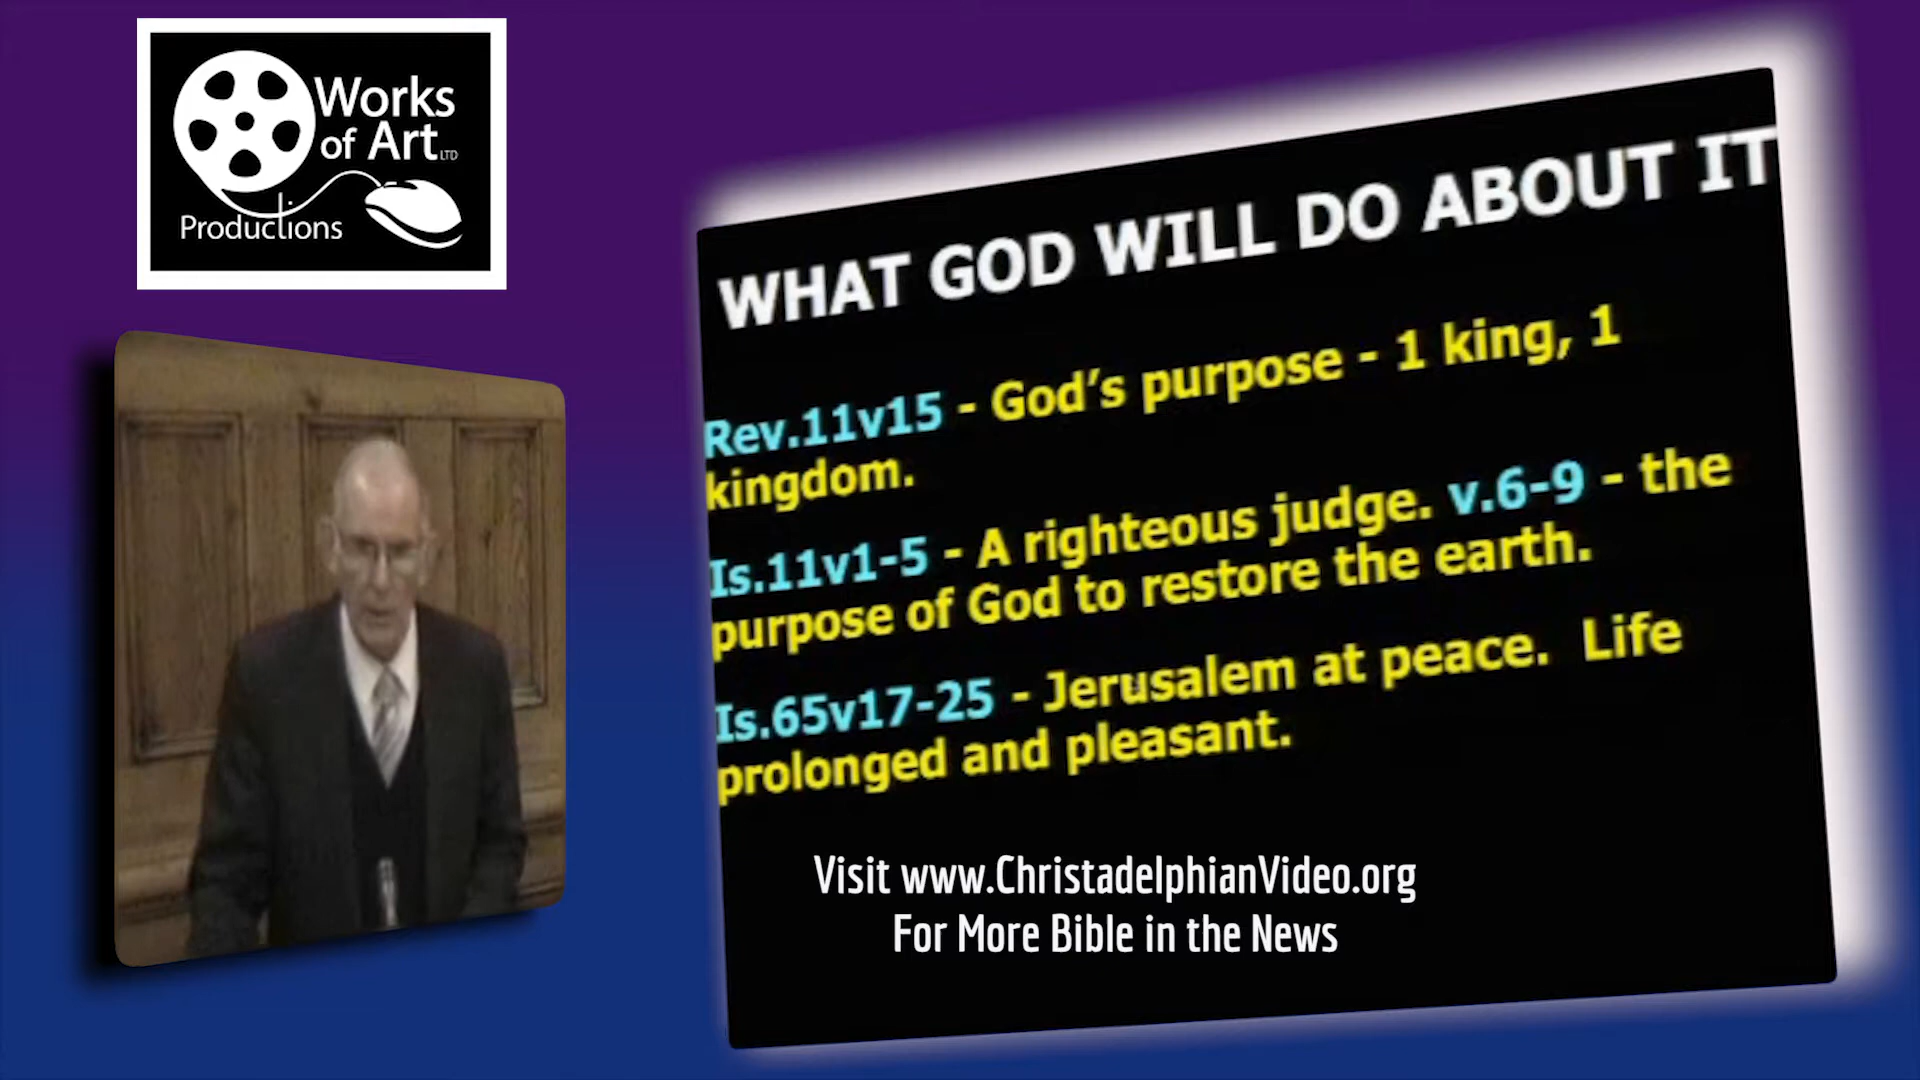 Works
of Art LTD
Productions
WHAT GOD WILL DO ABOUT IT
Rev.11v15 - God's purpose - 1 king, 1
kingdom.
Is.11v1-5 - A righteous judge. v.6-9 - the
purpose of God to restore the earth.
Is.65v17-25 - Jerusalem at peace.  Life
prolonged and pleasant.
Visit www.ChristadelphianVideo.org
For More Bible in the News